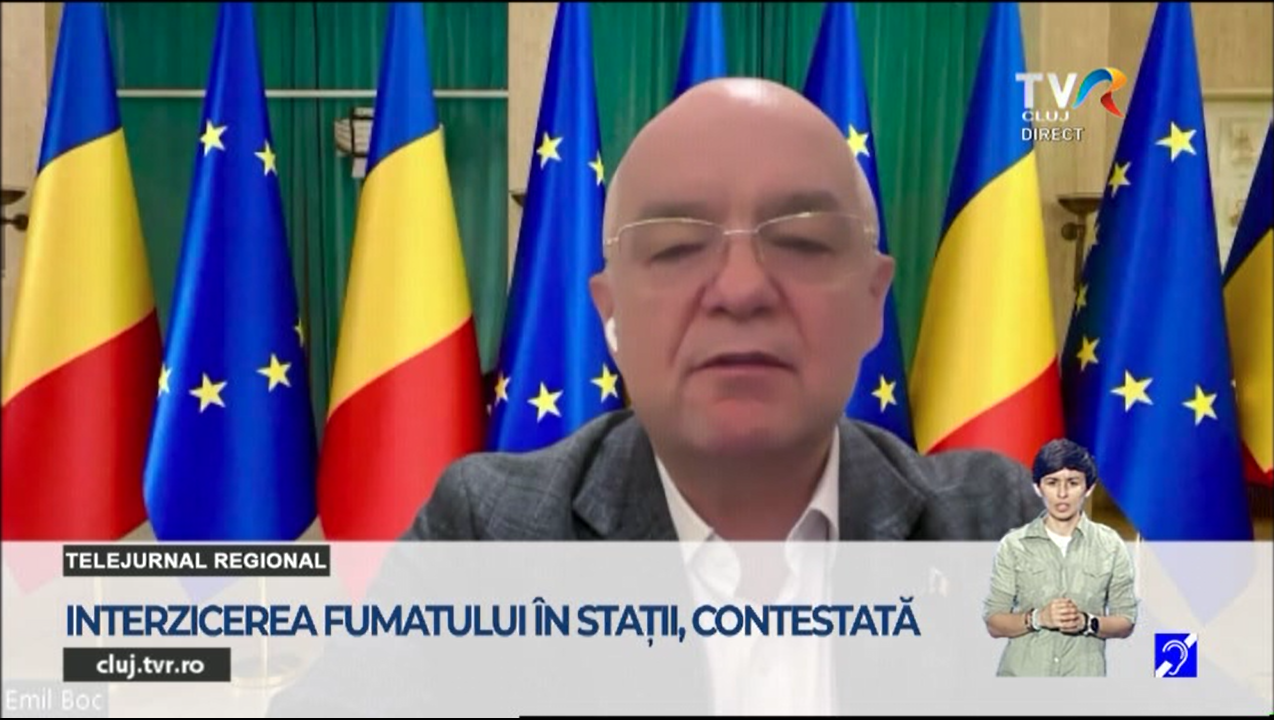 TVR
CLUJ
DIRECT
TELEJURNAL REGIONAL
INTERZICEREA FUMATULUI ÎN STAȚII, CONTESTATĂ
cluj.tvr.ro
Emil Boc